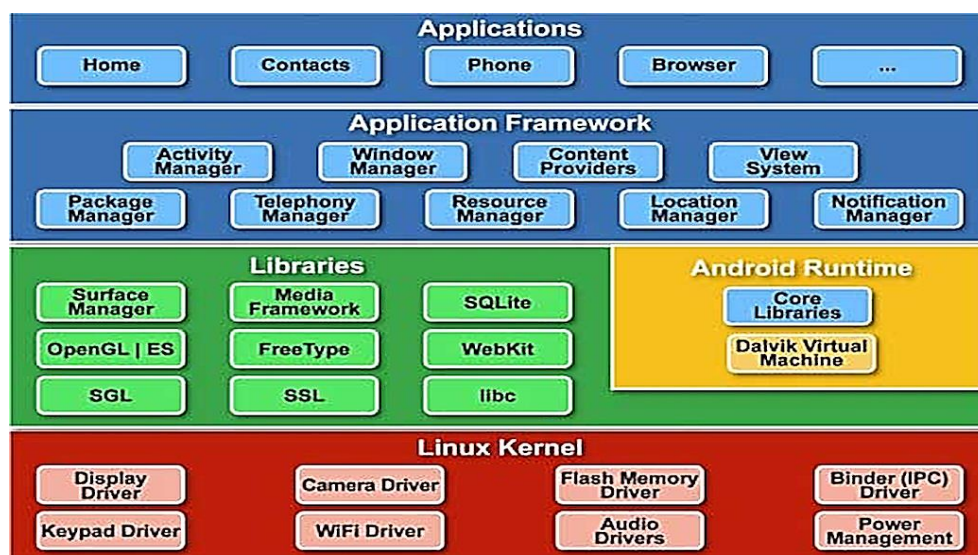 Applications
Home
Contacts
Phone
Browser
...
Application Framework
Activity
Manager
Window
Manager
Content
Providers
View
System
Package
Manager
Telephony
Manager
Resource
Manager
Location
Manager
Notification
Manager
Libraries
Surface
Manager
Media
Framework
SQLite
OpenGL | ES
FreeType
WebKit
SGL
SSL
libc
Android Runtime
Core
Libraries
Dalvik Virtual
Machine
Linux Kernel
Display
Driver
Camera Driver
Flash Memory
Driver
Binder (IPC)
Driver
Keypad Driver
WiFi Driver
Audio
Drivers
Power
Management